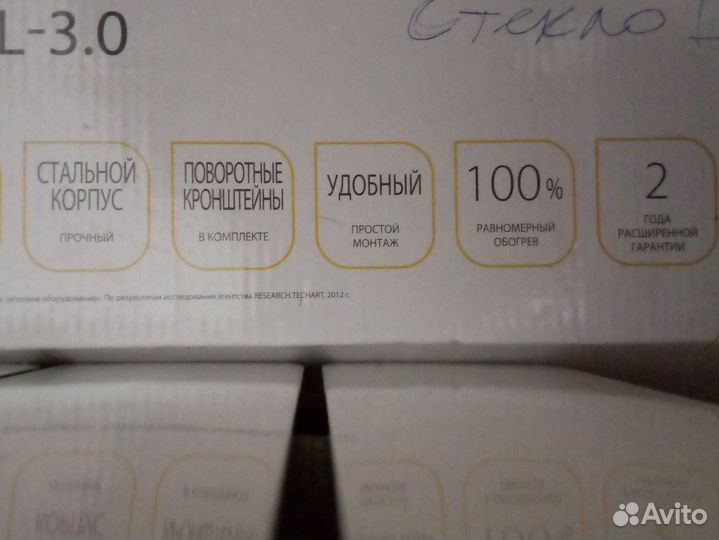 L-3.0
Стекло
СТАЛЬНОЙ
КОРПУС
ПРОЧНЫЙ
ПОВОРОТНЫЕ
КРОНШТЕЙНЫ
В КОМПЛЕКТЕ
УДОБНЫЙ
ПРОСТОЙ
МОНТАЖ
100%
РАВНОМЕРНЫЙ
ОБОГРЕВ
2
ГОДА
РАСШИРЕННОЙ
ГАРАНТИИ
тепловое оборудование». По результатам исследования агентства RESEARCH.TECHART, 2012 г.
КОРПУС
Avito